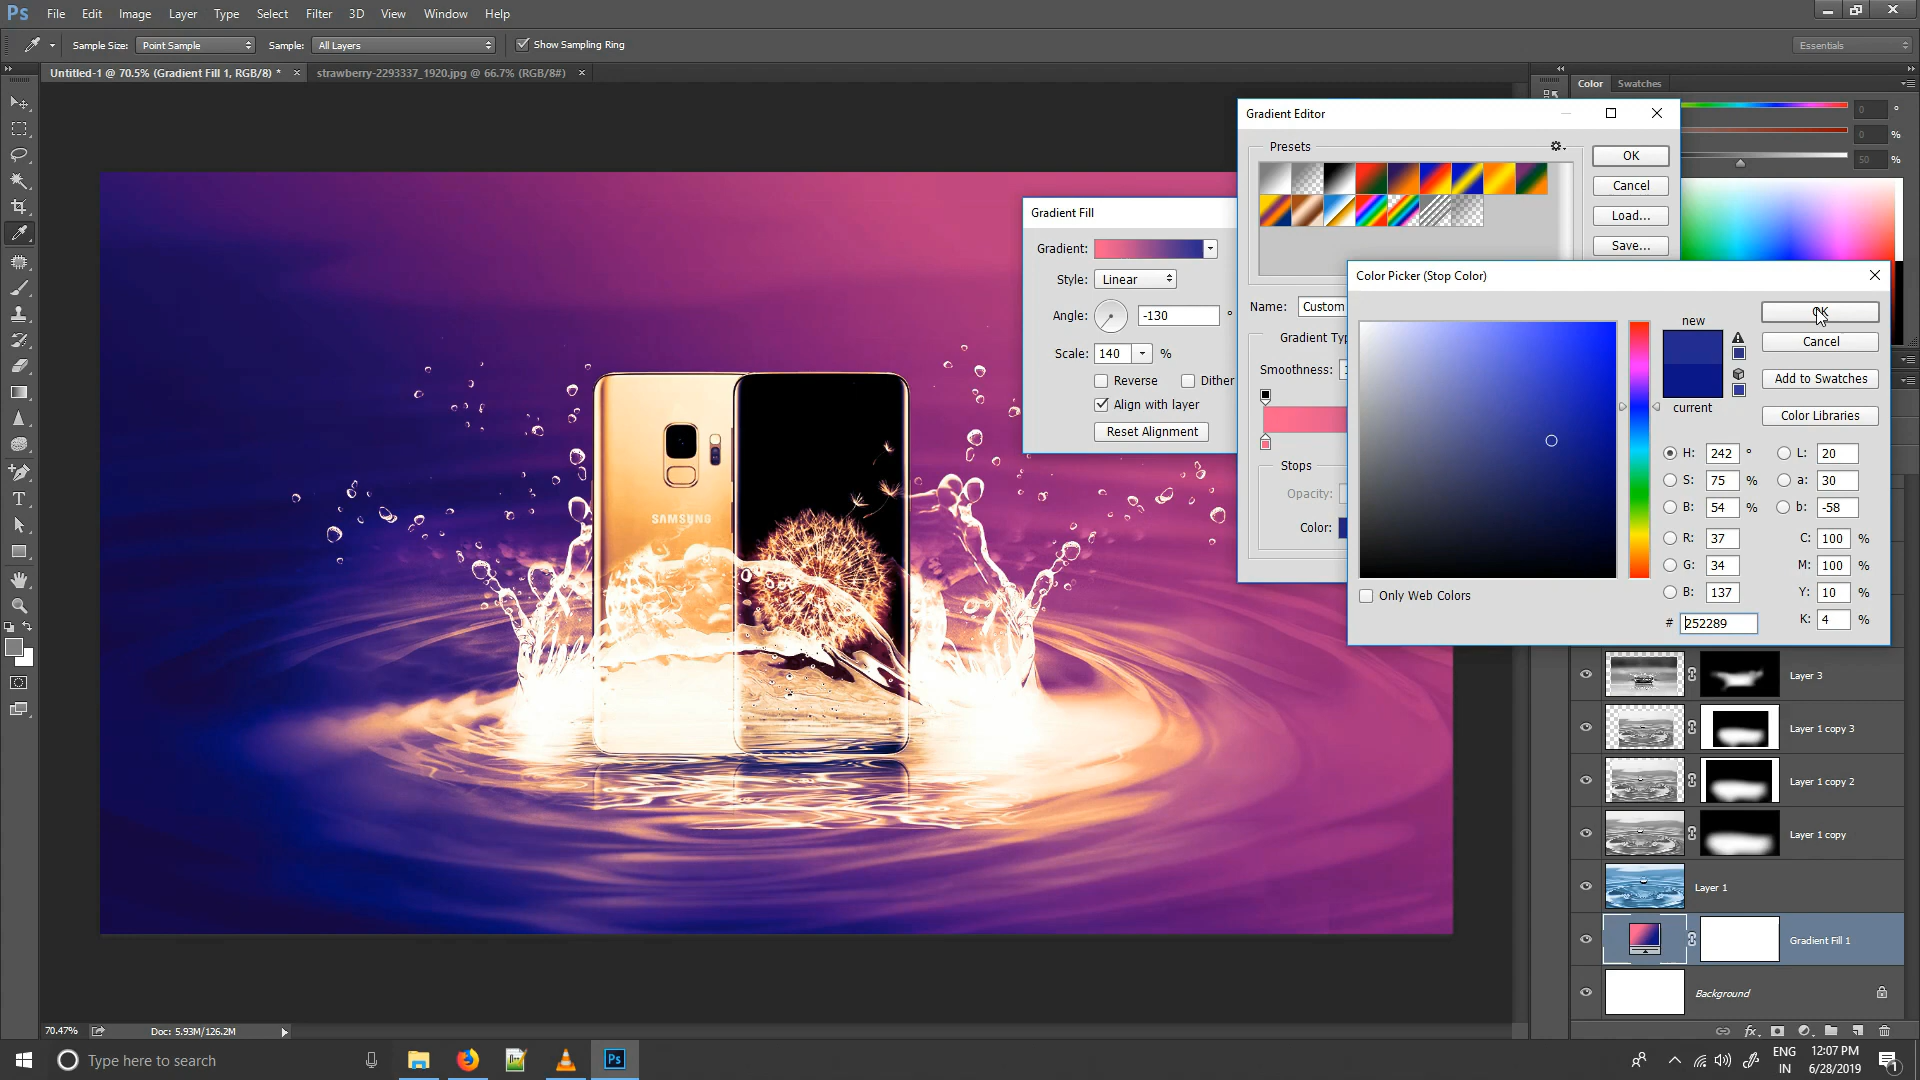 Ps File Edit Image Layer Type Select Filter 3D View Window Help
Sample Size: Point Sample Sample: All Layers Show Sampling Ring Essentials
Untitled-1 @ 70.5% (Gradient Fill 1, RGB/8) * × strawberry-2293337_1920.jpg @ 66.7% (RGB/8#) ×
Color Swatches
0 °
0 %
50 %
Gradient Editor
Presets
OK
Cancel
Load...
Save...
Name: Custom
Gradient Typ
Smoothness: 1
Stops
Opacity:
Color:
Gradient Fill
Gradient:
Style: Linear
Angle: -130 °
Scale: 140 %
Reverse Dither
Align with layer
Reset Alignment
Color Picker (Stop Color)
new
current
OK
Cancel
Add to Swatches
Color Libraries
H: 242 ° L: 20
S: 75 % a: 30
B: 54 % b: -58
R: 37 C: 100 %
G: 34 M: 100 %
B: 137 Y: 10 %
# 252289 K: 4 %
Only Web Colors
SAMSUNG
Layer 3
Layer 1 copy 3
Layer 1 copy 2
Layer 1 copy
Layer 1
Gradient Fill 1
Background
70.47% Doc: 5.93M/126.2M
Type here to search
Ps
ENG
IN
12:07 PM
6/28/2019
1